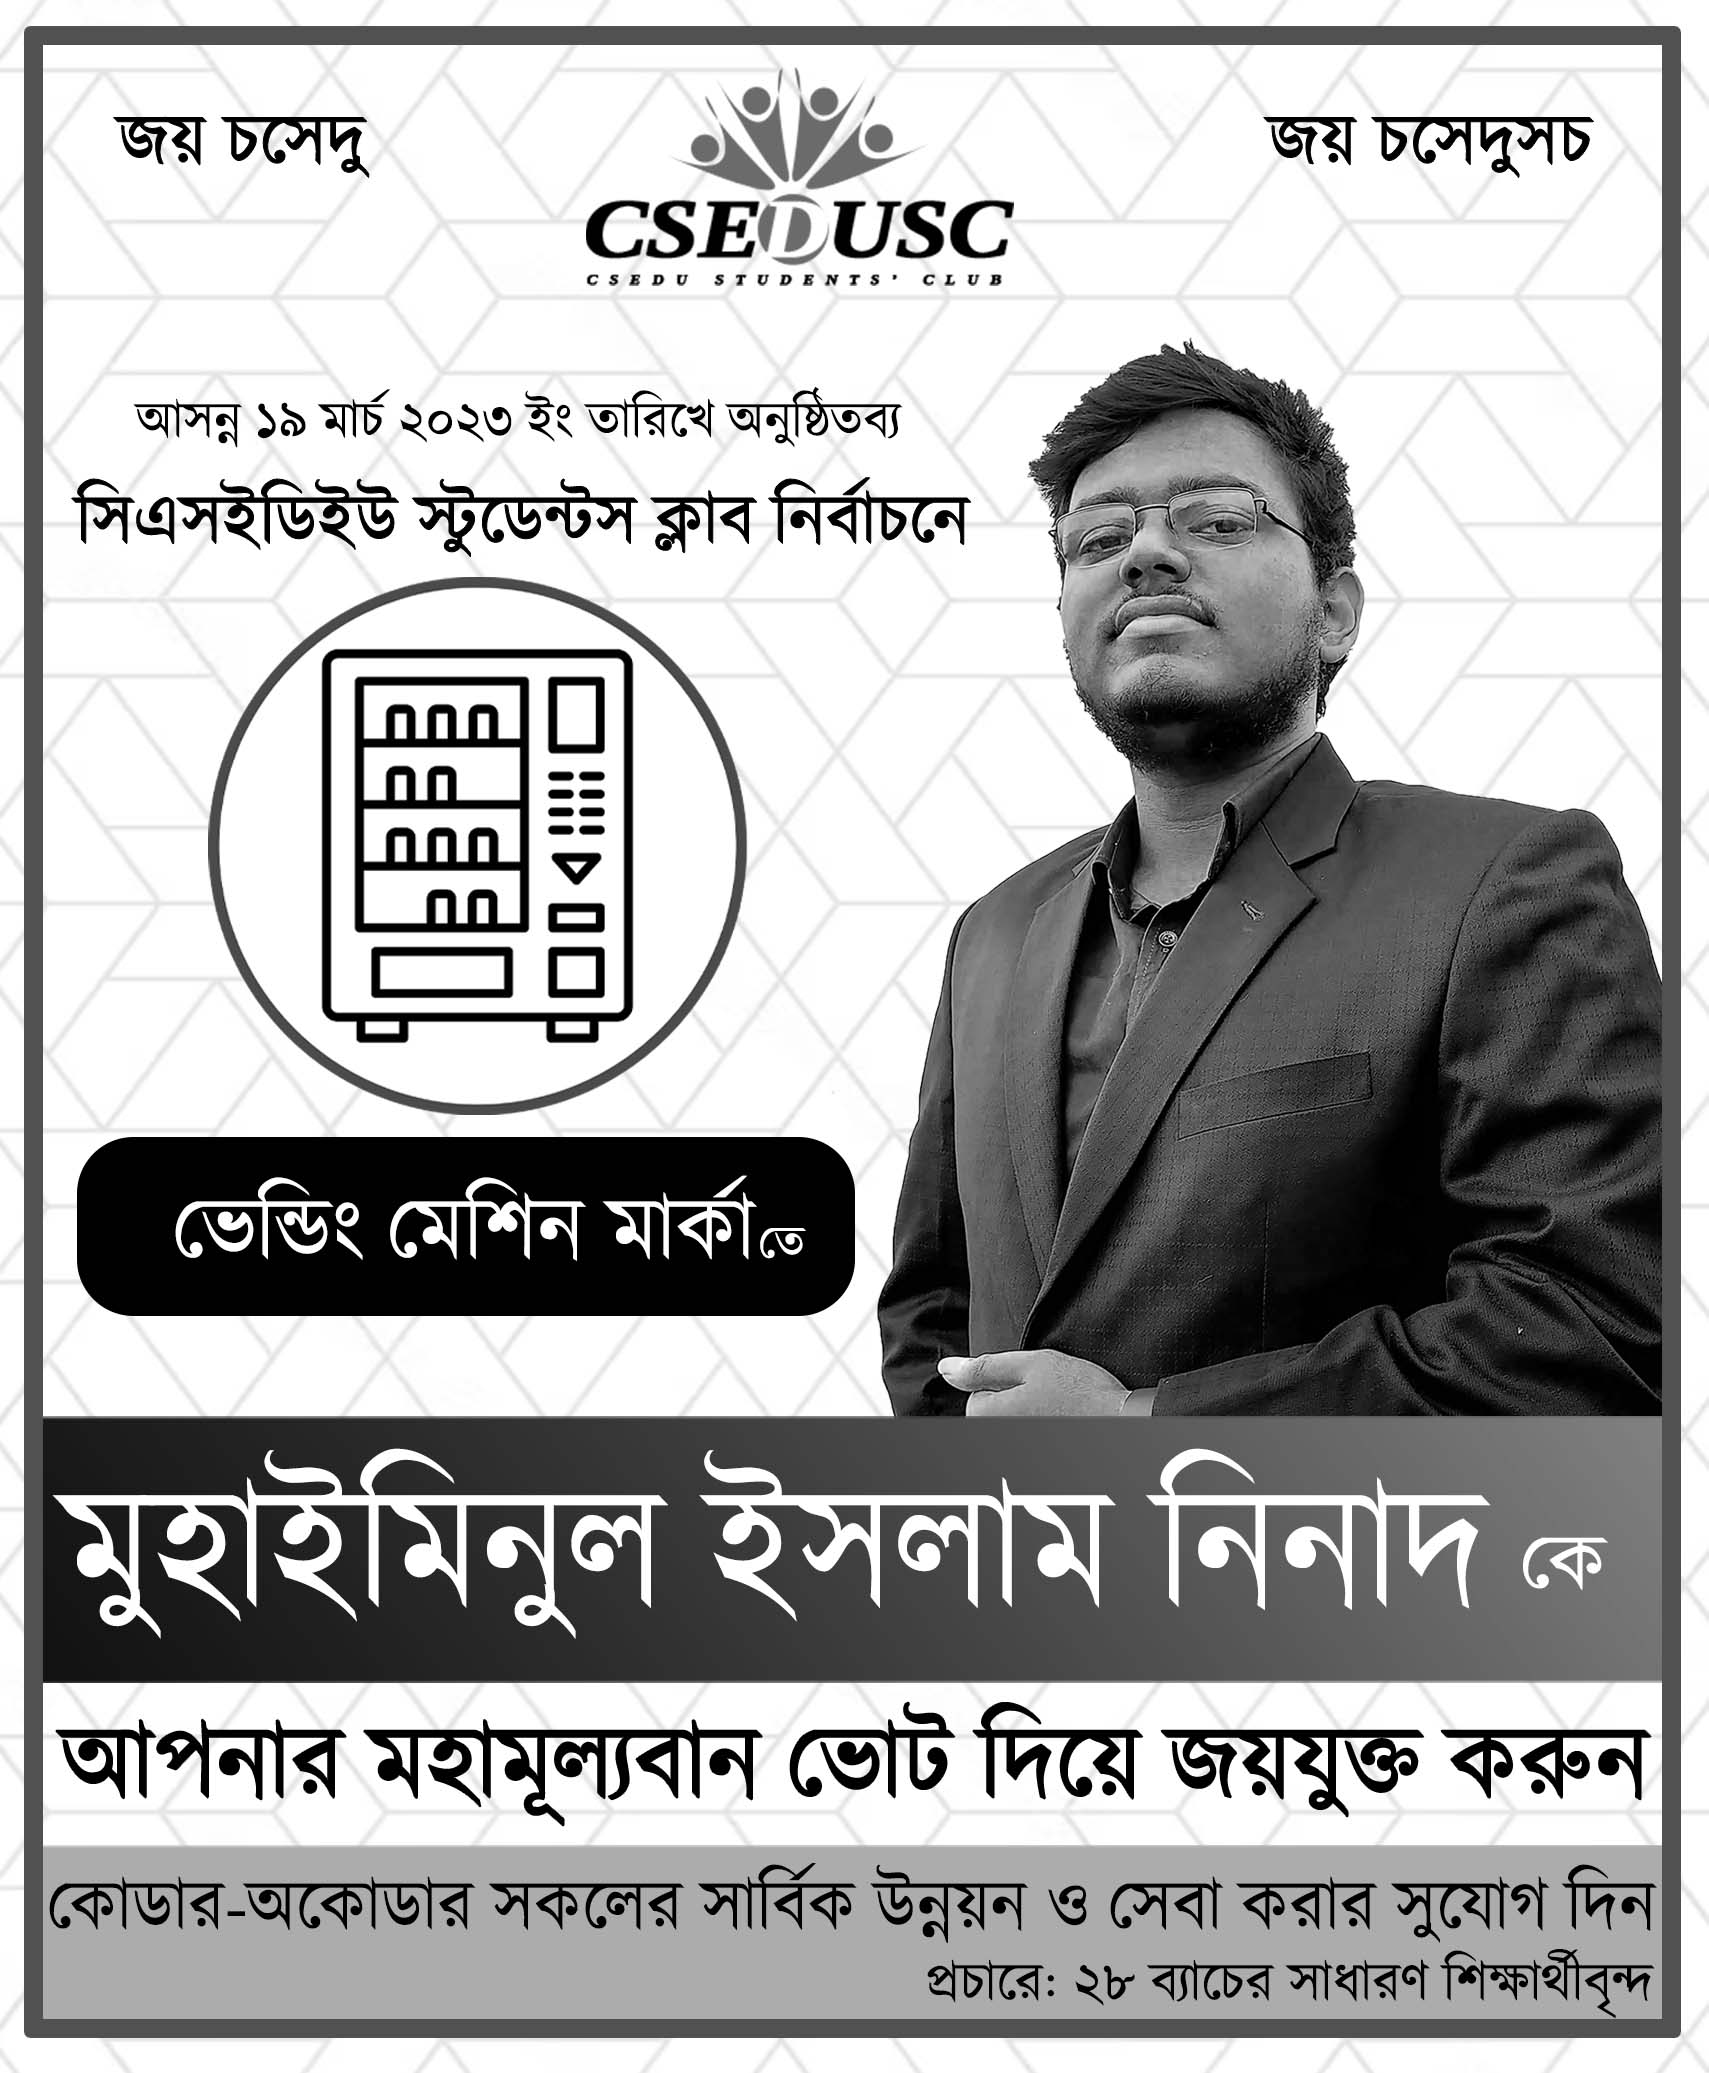 জয় চসেদু
জয় চসেদুসচ
CSEDUSC
CSEDU STUDENTS' CLUB
আসন্ন ১৯ মার্চ ২০২৩ ইং তারিখে অনুষ্ঠিতব্য
সিএসইডিইউ স্টুডেন্টস ক্লাব নির্বাচনে
ভেন্ডিং মেশিন মার্কাতে
মুহাইমিনুল ইসলাম নিনাদ কে
আপনার মহামূল্যবান ভোট দিয়ে জয়যুক্ত করুন
কোডার-অকোডার সকলের সার্বিক উন্নয়ন ও সেবা করার সুযোগ দিন
প্রচারে: ২৮ ব্যাচের সাধারণ শিক্ষার্থীবৃন্দ